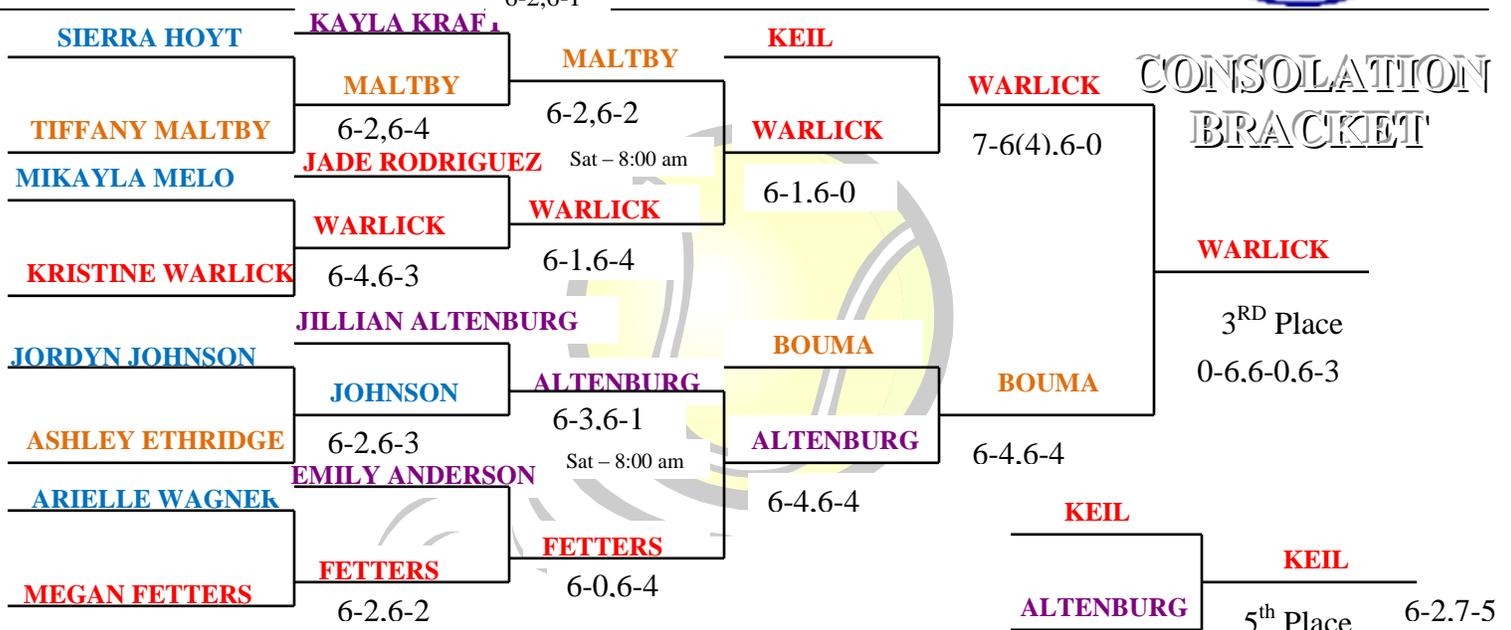 6-2,6-1
CONSOLATION
BRACKET
SIERRA HOYT
TIFFANY MALTBY
MIKAYLA MELO
KRISTINE WARLICK
JORDYN JOHNSON
ASHLEY ETHRIDGE
ARIELLE WAGNER
MEGAN FETTERS
KAYLA KRAFT
MALTBY
6-2,6-4
JADE RODRIGUEZ
WARLICK
6-4,6-3
JILLIAN ALTENBURG
JOHNSON
6-2,6-3
EMILY ANDERSON
FETTERS
6-2,6-2
MALTBY
6-2,6-2
Sat – 8:00 am
WARLICK
6-1,6-4
ALTENBURG
6-3,6-1
Sat – 8:00 am
FETTERS
6-0,6-4
KEIL
WARLICK
6-1,6-0
BOUMA
ALTENBURG
6-4,6-4
WARLICK
7-6(4),6-0
BOUMA
6-4,6-4
WARLICK
3RD Place
0-6,6-0,6-3
KEIL
ALTENBURG
KEIL
5th Place
6-2,7-5